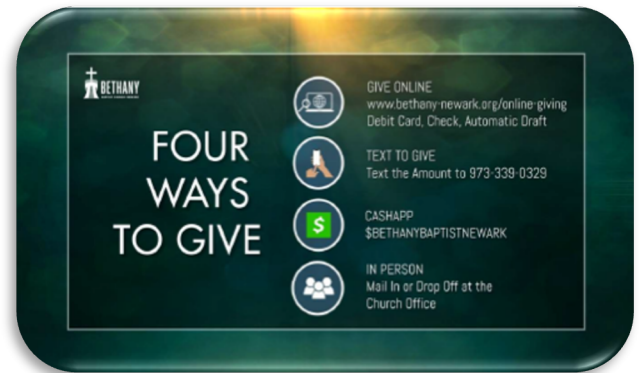 BETHANY
FOUR
WAYS
TO GIVE
GIVE ONLINE
www.bethany-newark.org/online-giving
Debit Card, Check, Automatic Draft
TEXT TO GIVE
Text the Amount to 973-339-0329
CASHAPP
$BETHANYBAPTISTNEWARK
IN PERSON
Mail In or Drop Off at the
Church Office